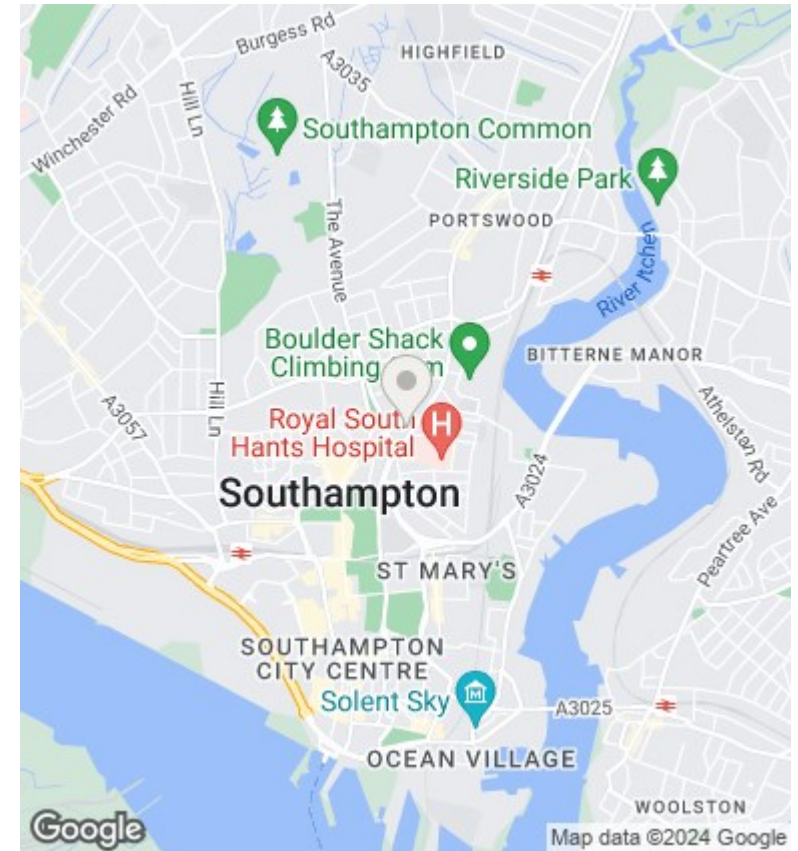 Burgess Rd
HIGHFIELD
A3035
Winchester Rd
Hill Ln
Southampton Common
Riverside Park
The Avenue
PORTSWOOD
River Itchen
Boulder Shack
Climbing
BITTERNE MANOR
Hill Ln
A3057
Athelstan Rd
Royal South
Hants Hospital
H
A3024
Southampton
Peartree Ave
ST MARY'S
SOUTHAMPTON
CITY CENTRE
Solent Sky
M
A3025
OCEAN VILLAGE
WOOLSTON
Google
Map data ©2024 Google